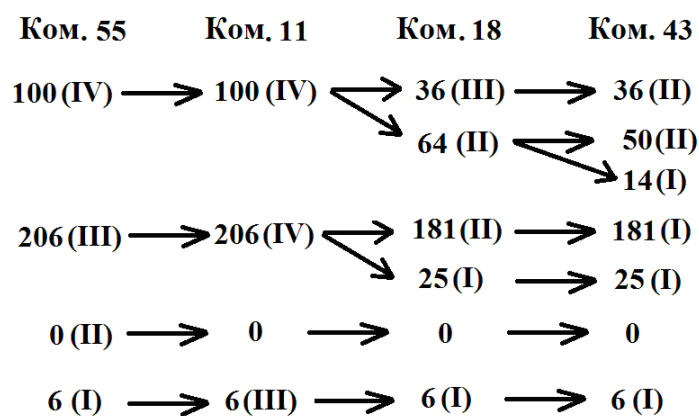 Ком. 55 Ком. 11 Ком. 18 Ком. 43
100 (IV) 100 (IV) 36 (III) 36 (II)
64 (II) 50 (II)
14 (I)
206 (III) 206 (IV) 181 (II) 181 (I)
25 (I) 25 (I)
0 (II) 0 0 0
6 (I) 6 (III) 6 (I) 6 (I)